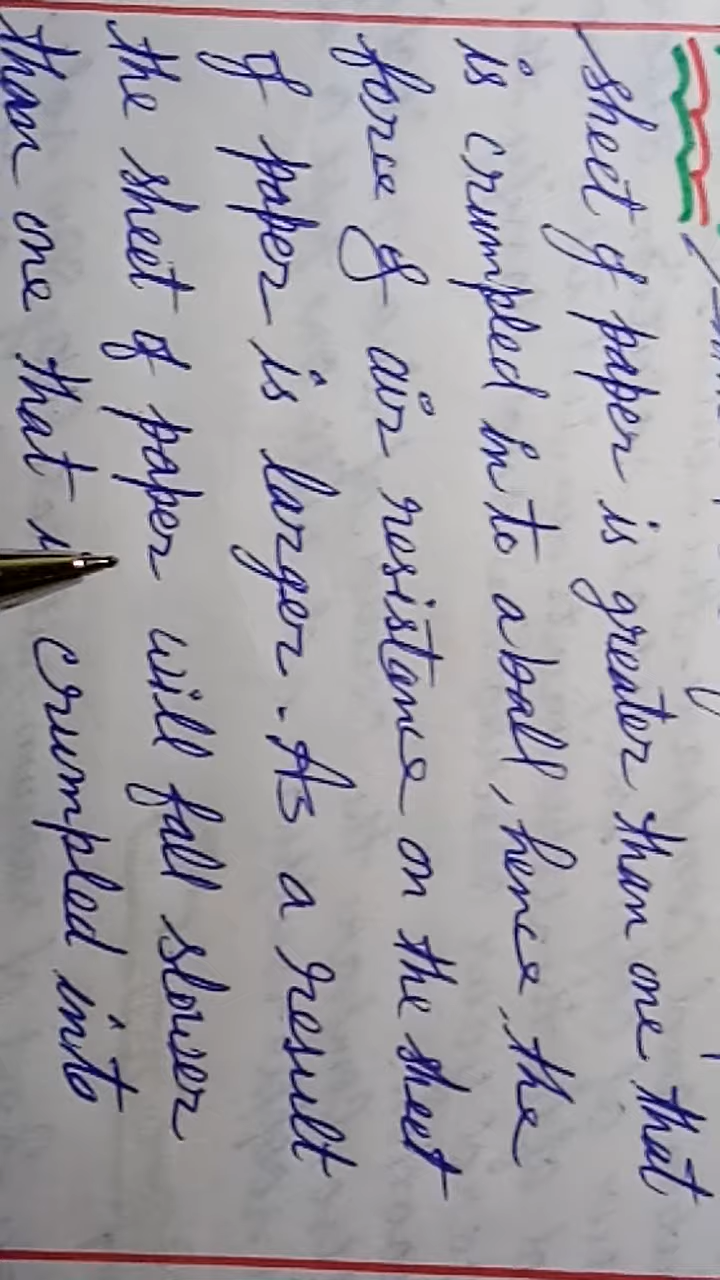 sheet of paper is greater than one that
is crumpled in to a ball, hence, the
force of air resistance on the sheet
of paper is larger. As a result
the sheet of paper will fall slower
than one that crumpled into